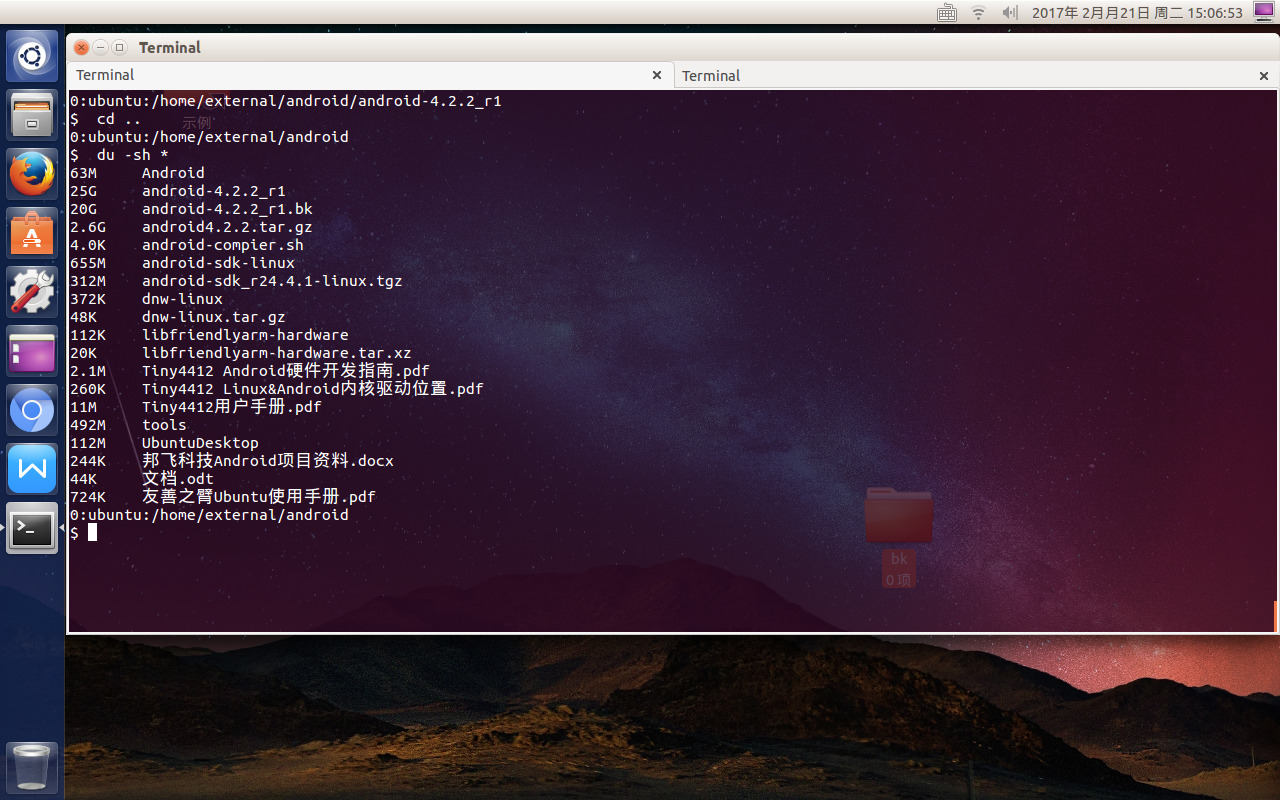 2017年 2月月21日 周二 15:06:53
Terminal
Terminal
Terminal
0:ubuntu:/home/external/android/android-4.2.2_r1
$  cd ..
示例
0:ubuntu:/home/external/android
$  du -sh *
63M     Android
25G     android-4.2.2_r1
20G     android-4.2.2_r1.bk
2.6G    android4.2.2.tar.gz
4.0K    android-compier.sh
655M    android-sdk-linux
312M    android-sdk_r24.4.1-linux.tgz
372K    dnw-linux
48K     dnw-linux.tar.gz
112K    libfriendlyarm-hardware
20K     libfriendlyarm-hardware.tar.xz
2.1M    Tiny4412 Android硬件开发指南.pdf
260K    Tiny4412 Linux&Android内核驱动位置.pdf
11M     Tiny4412用户手册.pdf
492M    tools
112M    UbuntuDesktop
244K    邦飞科技Android项目资料.docx
44K     文档.odt
724K    友善之臂Ubuntu使用手册.pdf
0:ubuntu:/home/external/android
$
bk
0 项